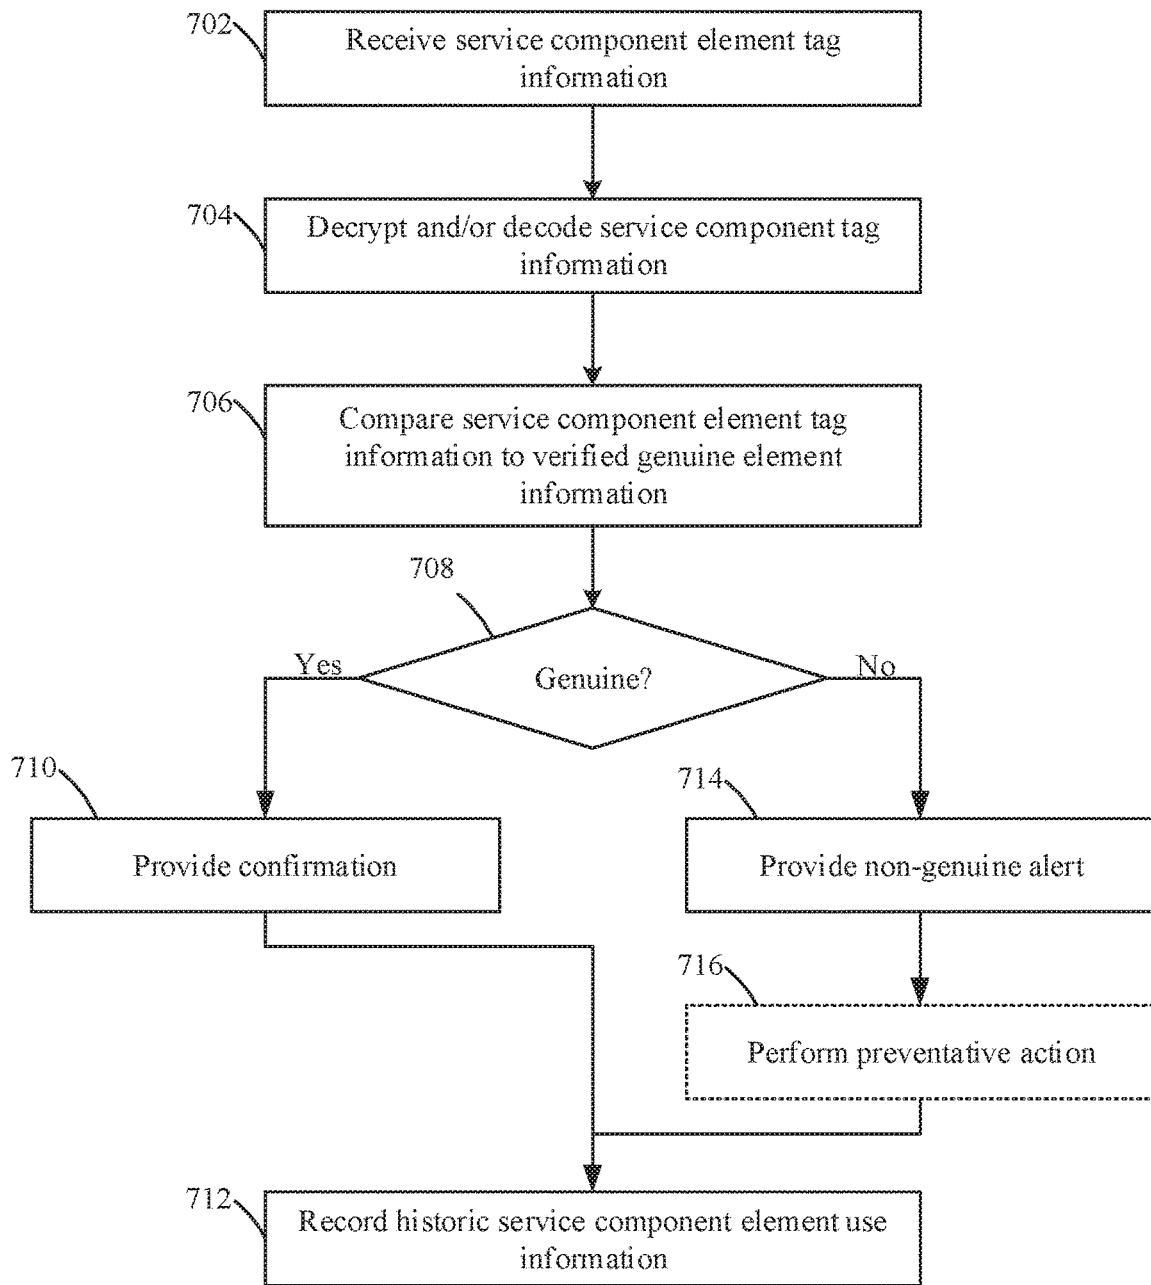 702
Receive service component element tag
information
704
Decrypt and/or decode service component tag
information
706
Compare service component element tag
information to verified genuine element
information
708
Yes
Genuine?
No
710
Provide confirmation
714
Provide non-genuine alert
716
Perform preventative action
712
Record historic service component element use
information